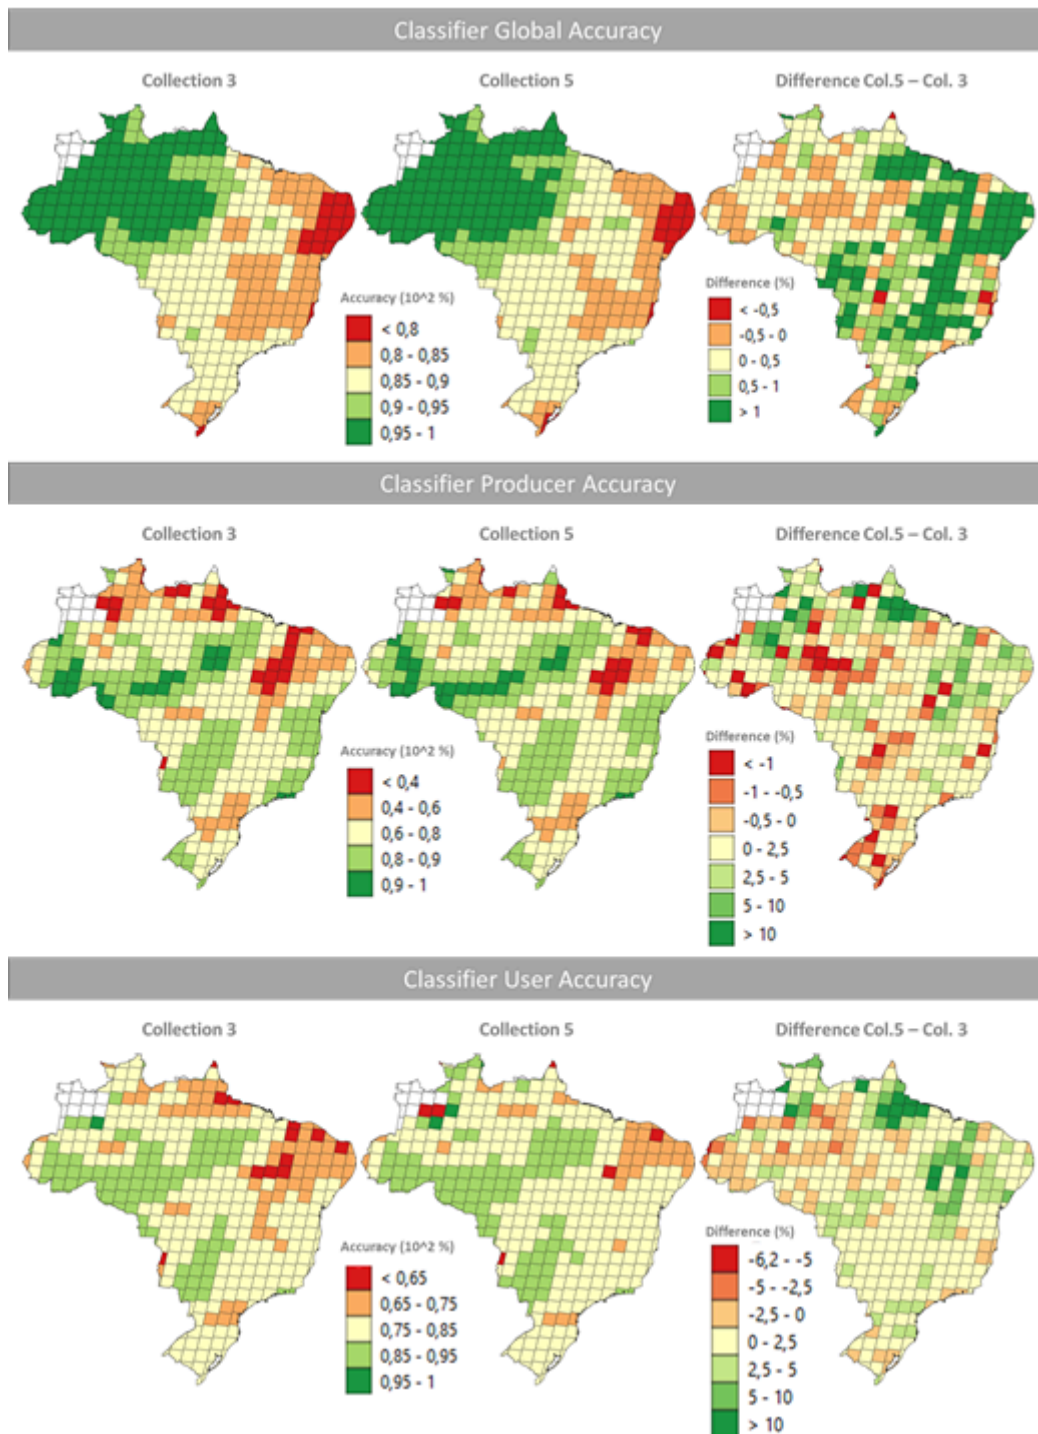 Classifier Global Accuracy
Collection 3
Collection 5
Difference Col.5 – Col. 3
Accuracy (10^2 %)
< 0,8
0,8 - 0,85
0,85 - 0,9
0,9 - 0,95
0,95 - 1
Difference (%)
< -0,5
-0,5 - 0
0 - 0,5
0,5 - 1
> 1
Classifier Producer Accuracy
Collection 3
Collection 5
Difference Col.5 – Col. 3
Accuracy (10^2 %)
< 0,4
0,4 - 0,6
0,6 - 0,8
0,8 - 0,9
0,9 - 1
Difference (%)
< -1
-1 - -0,5
-0,5 - 0
0 - 2,5
2,5 - 5
5 - 10
> 10
Classifier User Accuracy
Collection 3
Collection 5
Difference Col.5 – Col. 3
Accuracy (10^2 %)
< 0,65
0,65 - 0,75
0,75 - 0,85
0,85 - 0,95
0,95 - 1
Difference (%)
-6,2 - -5
-5 - -2,5
-2,5 - 0
0 - 2,5
2,5 - 5
5 - 10
> 10